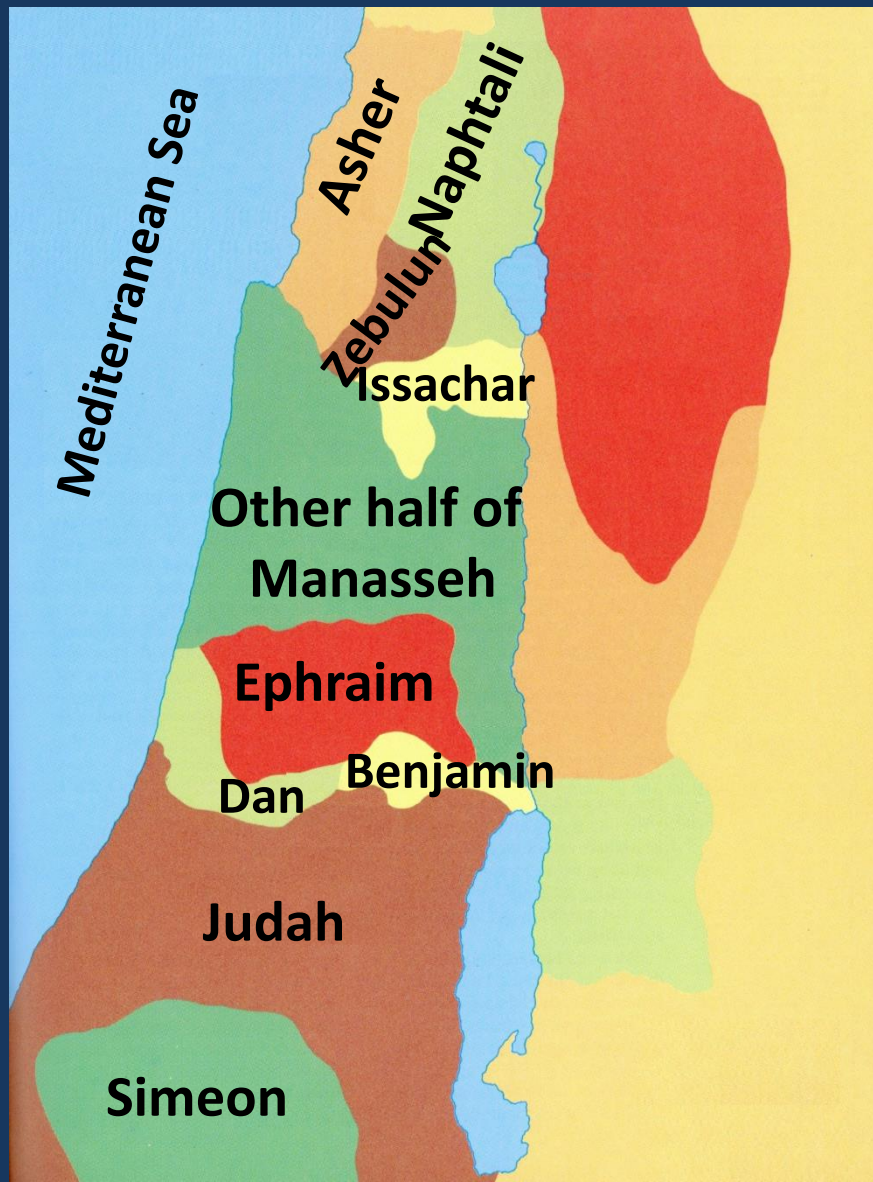 Mediterranean Sea
Asher
Naphtali
Zebulun
Issachar
Other half of
Manasseh
Ephraim
Benjamin
Dan
Judah
Simeon